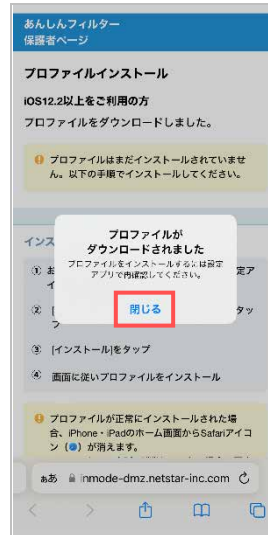 あんしんフィルター
保護者ページ
プロファイルインストール
iOS12.2以上をご利用の方
プロファイルをダウンロードしました。
プロファイルはまだインストールされていませ
ん。以下の手順でインストールしてください。
インス
プロファイルが
ダウンロードされました
プロファイルをインストールするには設定
アプリで再確認してください。
閉じる
① お
定ア
イ
②
タッ
プ
③ [インストール]をタップ
④ 画面に従いプロファイルをインストール
プロファイルが正常にインストールされた場
合、iPhone・iPadのホーム画面からSafariアイコ
ン()が消えます。
ぁあ inmode-dmz.netstar-inc.com